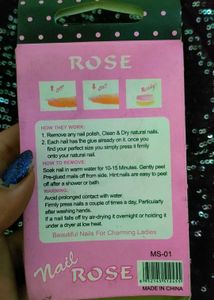 ROSE
Ready!
HOW THEY WORK:
1. Remove any nail polish, Clean & Dry natural nails.
2. Each nail has the glue already on it. once you
find your perfect size you simply press it firmly
onto your natural nail.
HOW TO REMOVE:
Soak nail in warm water for 10-15 Minutes. Gently peel
Pre-glued nails off from side. Hint nails are easy to peel
off after a shower or bath!
WARNING:
Avoid prolonged contact with water.
Firmly press nails a couple of times a day, Particularly
after washing hands.
If a nail falls off try air-drying it overnight or holding it
under a dryer at low heat.
Beautiful Nails For Charming Ladies
MS-01
Nail
ROSE
MADE IN CHINA